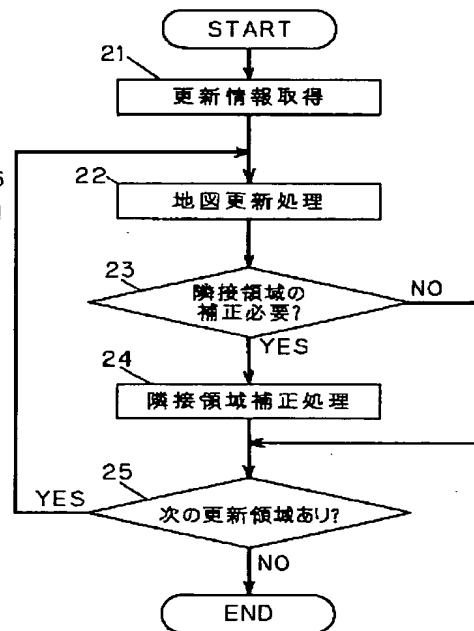 START
21
更新情報取得
22
地図更新処理
23
隣接領域の
補正必要?
NO
YES
24
隣接領域補正処理
25
次の更新領域あり?
YES
NO
END